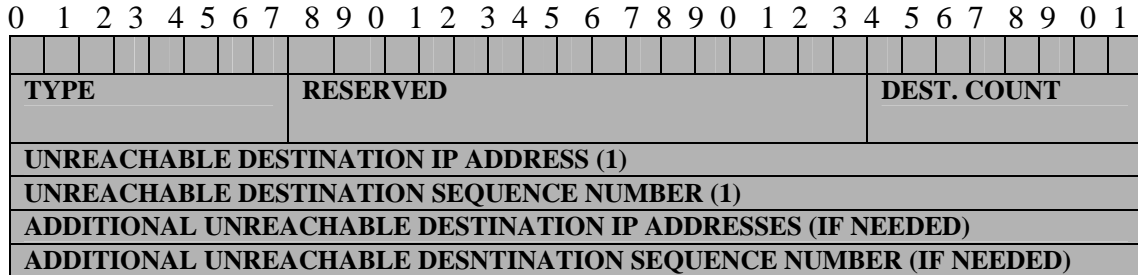 0 1 2 3 4 5 6 7 8 9 0 1 2 3 4 5 6 7 8 9 0 1 2 3 4 5 6 7 8 9 0 1
TYPE RESERVED DEST. COUNT
UNREACHABLE DESTINATION IP ADDRESS (1)
UNREACHABLE DESTINATION SEQUENCE NUMBER (1)
ADDITIONAL UNREACHABLE DESTINATION IP ADDRESSES (IF NEEDED)
ADDITIONAL UNREACHABLE DESNTINATION SEQUENCE NUMBER (IF NEEDED)